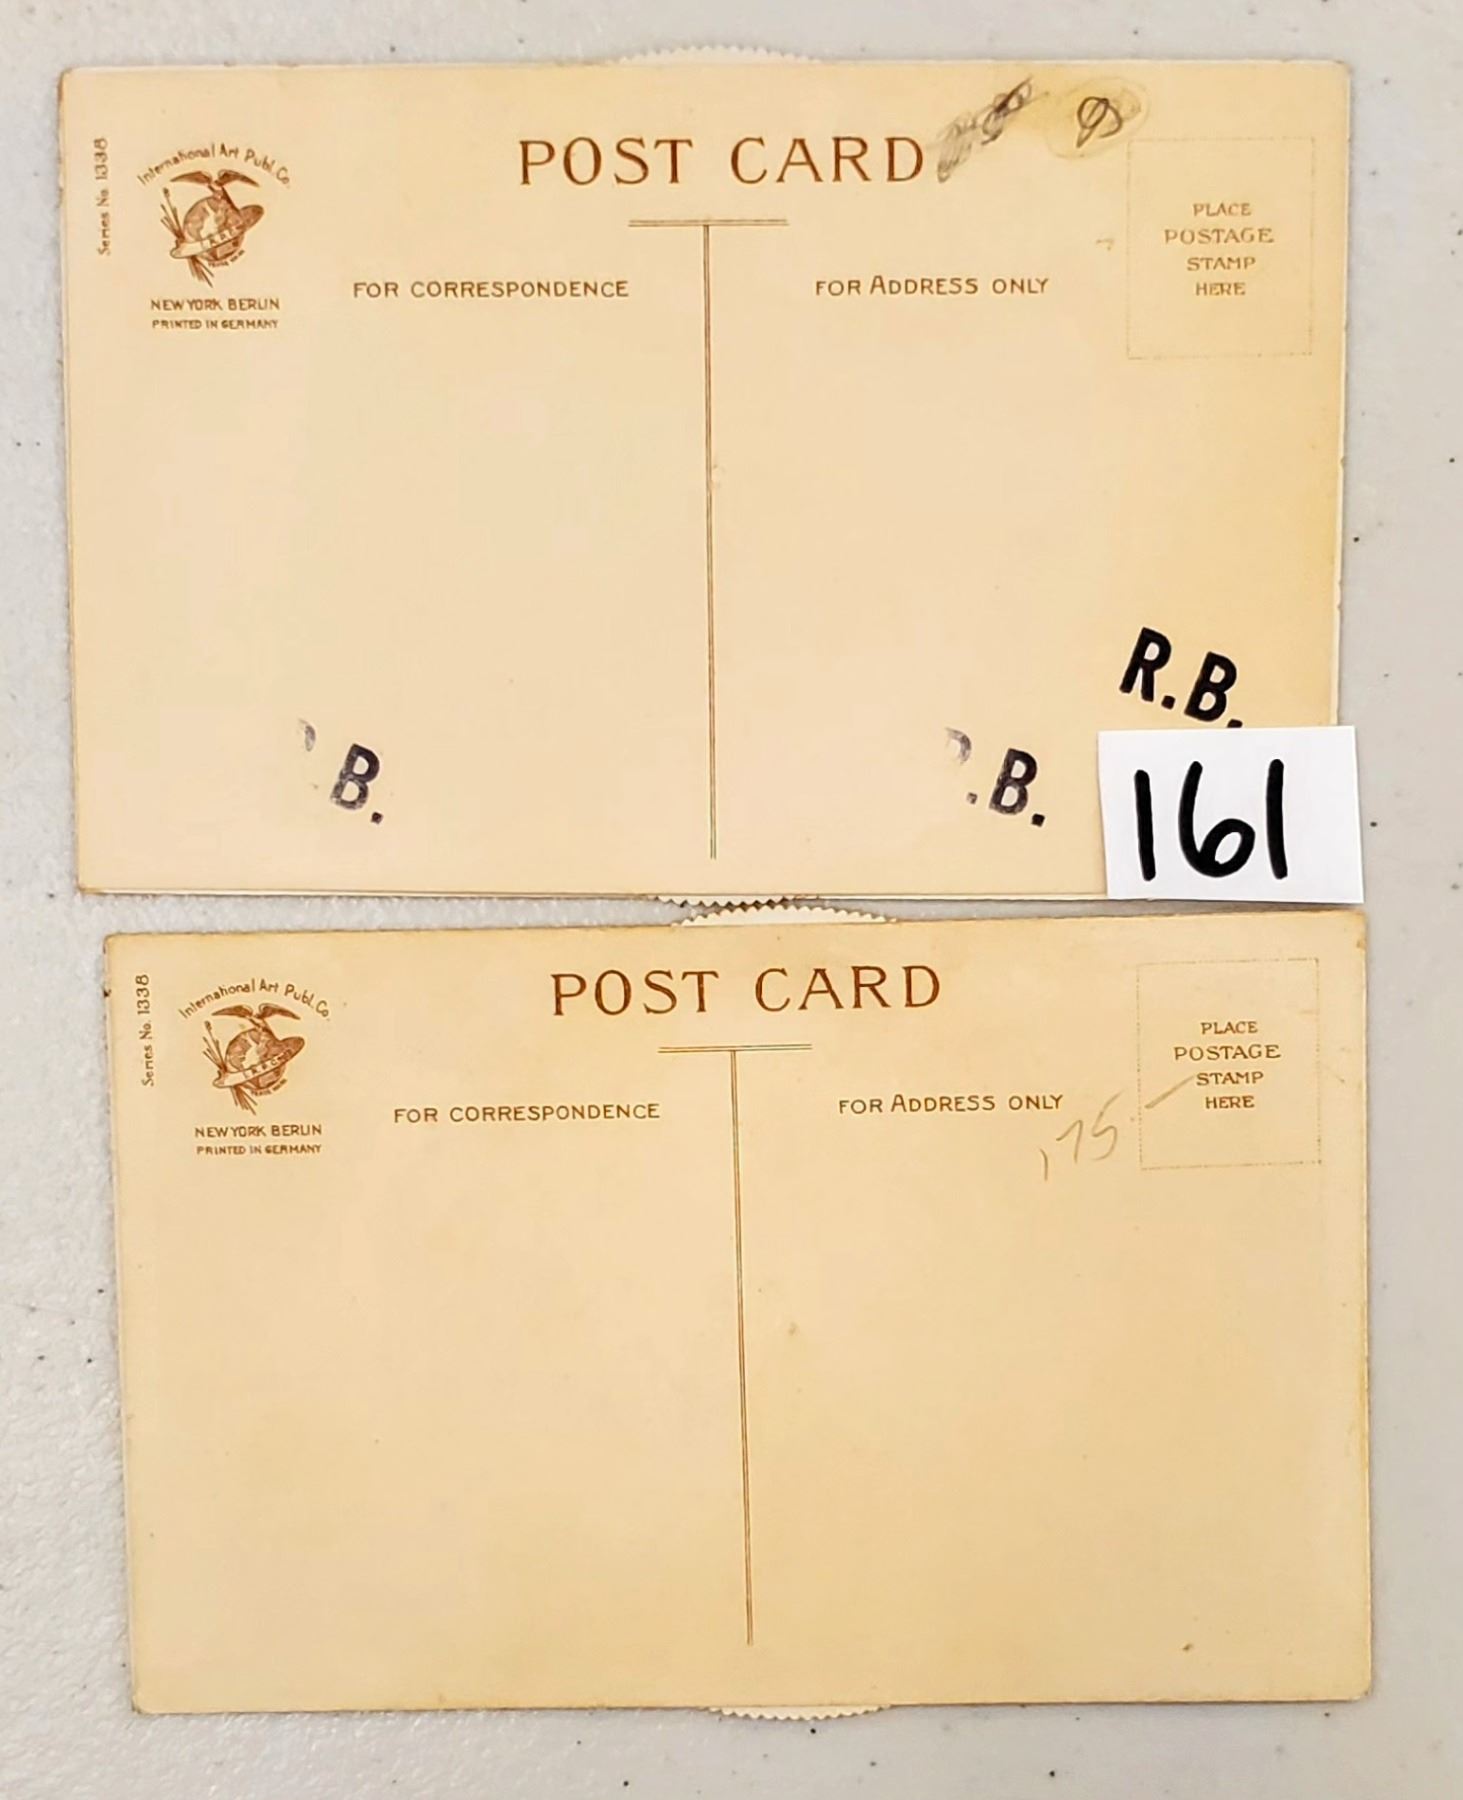 Series No. 1338
International Art Publ. Co.
NEW YORK BERLIN
PRINTED IN GERMANY
POST CARD
FOR CORRESPONDENCE
FOR ADDRESS ONLY
PLACE
POSTAGE
STAMP
HERE
B.
.B.
R.B.
161
Series No. 1338
International Art Publ. Co.
NEW YORK BERLIN
PRINTED IN GERMANY
POST CARD
FOR CORRESPONDENCE
FOR ADDRESS ONLY
PLACE
POSTAGE
STAMP
HERE